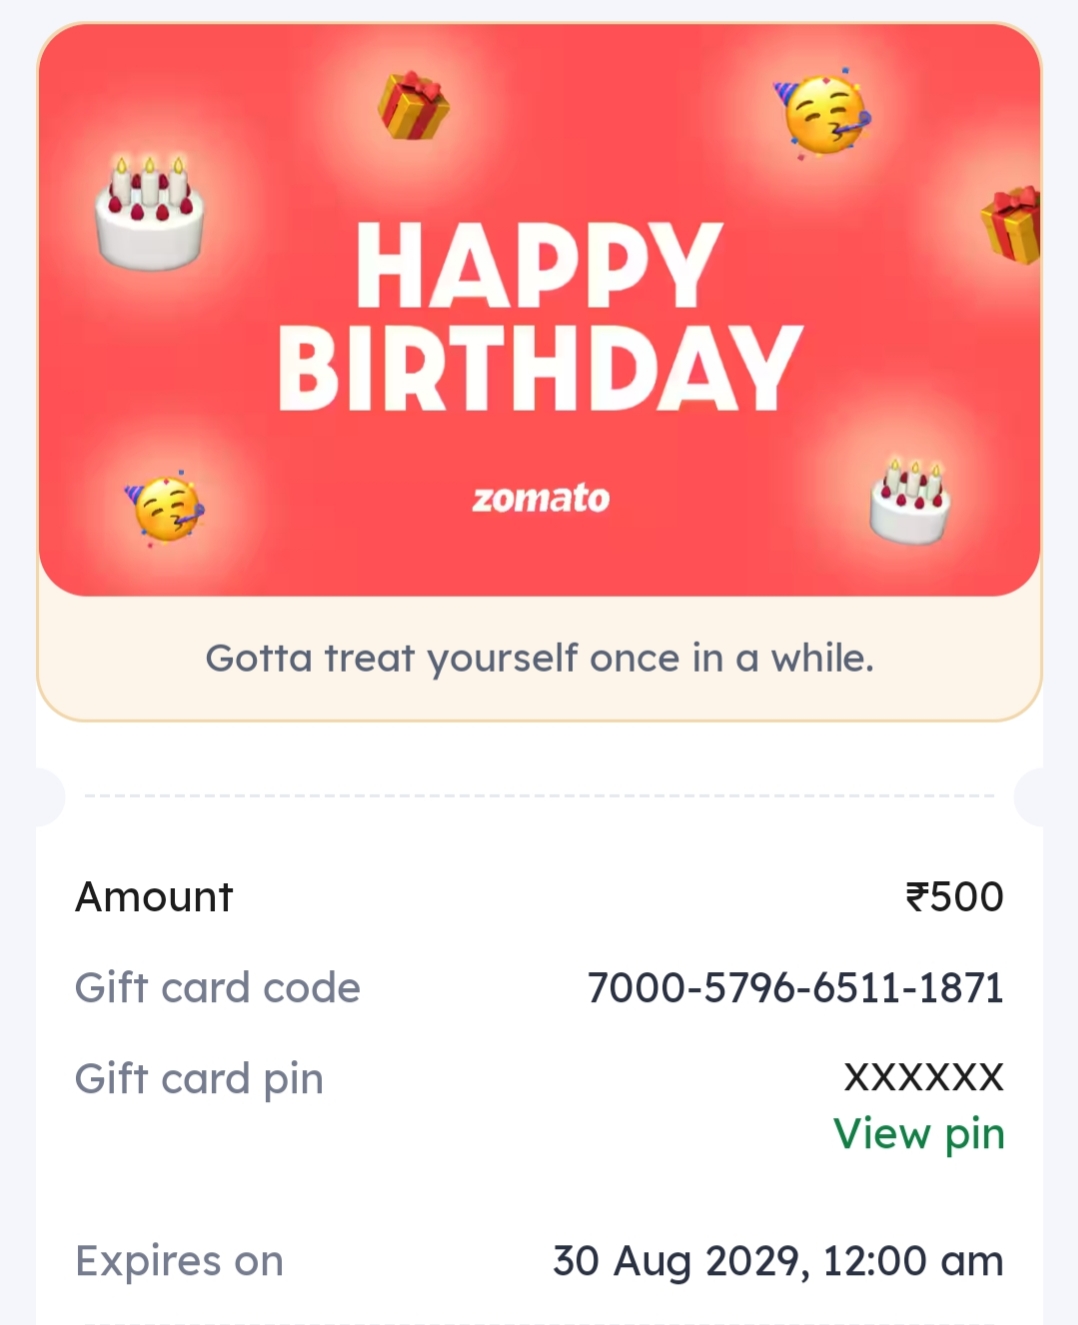 HAPPY
BIRTHDAY
zomato
Gotta treat yourself once in a while.
Amount ₹500
Gift card code 7000-5796-6511-1871
Gift card pin XXXXXX
View pin
Expires on 30 Aug 2029, 12:00 am